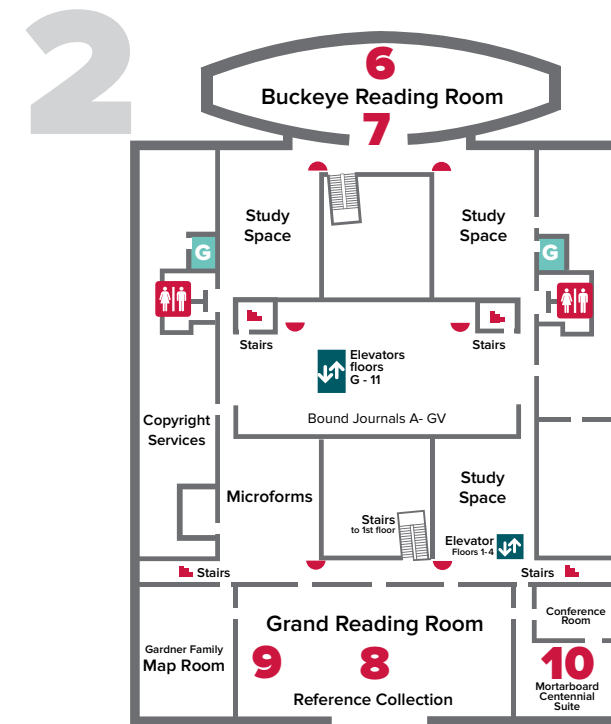 2
6
Buckeye Reading Room
7
Study
Space
Study
Space
G
G
Stairs
Stairs
Elevators
floors
G - 11
Bound Journals A- GV
Copyright
Services
Microforms
Study
Space
Stairs
to 1st floor
Elevator
Floors 1-4
Stairs
Stairs
Conference
Room
Grand Reading Room
Gardner Family
Map Room
9
8
10
Reference Collection
Mortarboard
Centennial
Suite